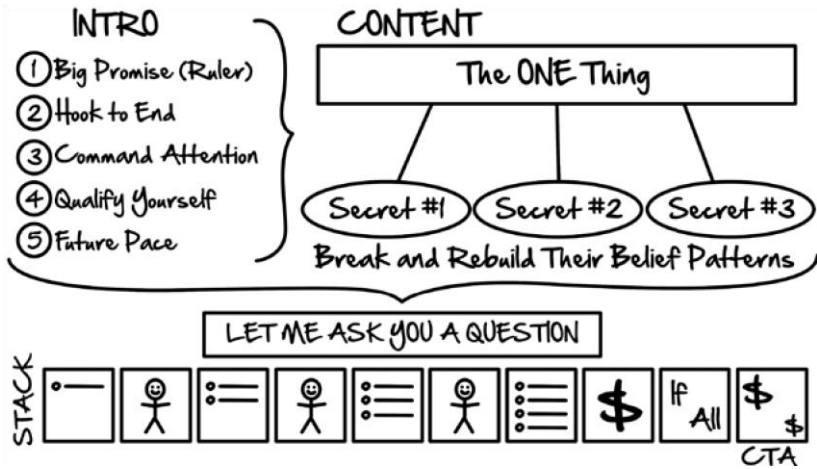 INTRO
① Big Promise (Ruler)
② Hook to End
③ Command Attention
④ Qualify Yourself
⑤ Future Pace
CONTENT
The ONE Thing
Secret #1
Secret #2
Secret #3
Break and Rebuild Their Belief Patterns
LET ME ASK YOU A QUESTION
STACK
$
If
All
$
$
CTA